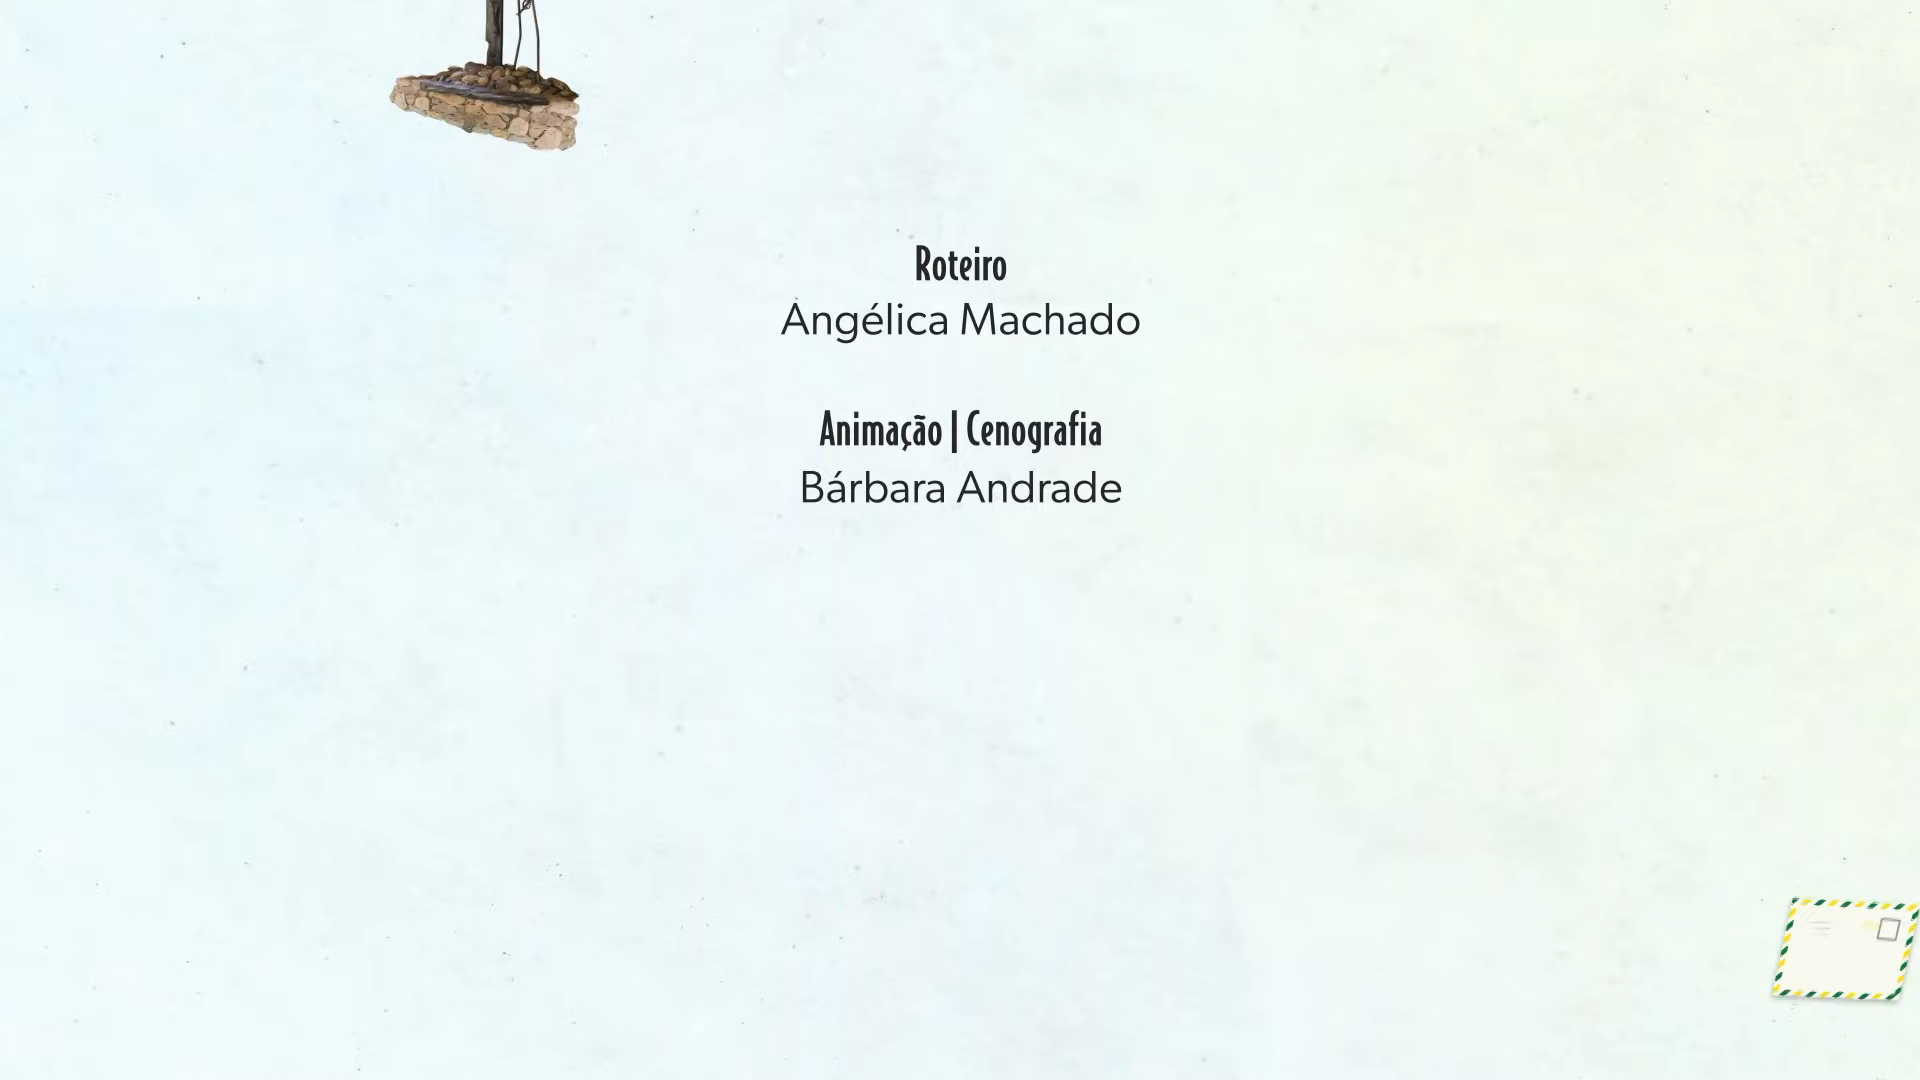 Roteiro
Angélica Machado
Animação | Cenografia
Bárbara Andrade